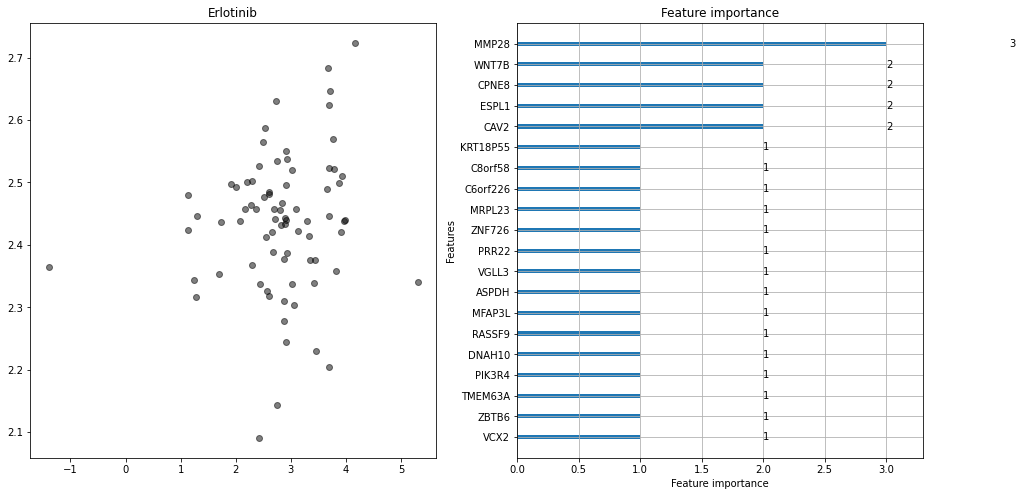 Erlotinib
2.7
2.6
2.5
2.4
2.3
2.2
2.1
−1 0 1 2 3 4 5
Feature importance
Features
MMP28 3
WNT7B 2
CPNE8 2
ESPL1 2
CAV2 2
KRT18P55 1
C8orf58 1
C6orf226 1
MRPL23 1
ZNF726 1
PRR22 1
VGLL3 1
ASPDH 1
MFAP3L 1
RASSF9 1
DNAH10 1
PIK3R4 1
TMEM63A 1
ZBTB6 1
VCX2 1
0.0 0.5 1.0 1.5 2.0 2.5 3.0
Feature importance